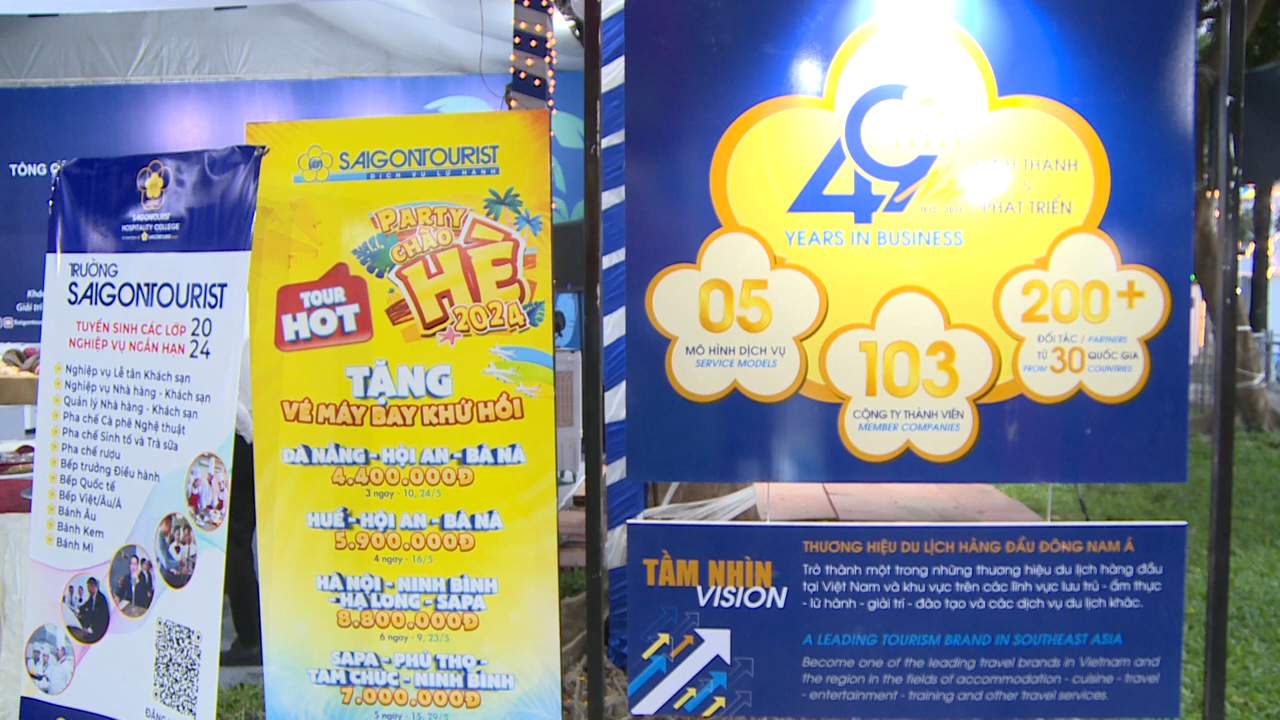 TỔNG
SAIGONTOURIST
HOSPITALITY COLLEGE
TRƯỜNG
SAIGONTOURIST
TUYỂN SINH CÁC LỚP
NGHIỆP VỤ NGẮN HẠN
20
24
Nghiệp vụ Lễ tân Khách sạn
Nghiệp vụ Nhà hàng - Khách sạn
Quản lý Nhà hàng - Khách sạn
Pha chế Cà phê Nghệ thuật
Pha chế Sinh tố và Trà sữa
Pha chế rượu
Bếp trưởng Điều hành
Bếp Quốc tế
Bếp Việt/Âu/Á
Bánh Âu
Bánh Kem
Bánh Mì
SAIGONTOURIST
DỊCH VỤ LỮ HÀNH
PARTY
CHÀO
HÈ
2024
TOUR
HOT
TẶNG
VÉ MÁY BAY KHỨ HỒI
ĐÀ NẴNG - HỘI AN - BÀ NÀ
4.400.000Đ
3 ngày - 10, 24/5
HUẾ - HỘI AN - BÀ NÀ
5.900.000Đ
4 ngày - 16/5
HÀ NỘI - NINH BÌNH
- HẠ LONG - SAPA
8.800.000Đ
6 ngày - 9, 23/5
SAPA - PHÚ THỌ -
TAM CHÚC - NINH BÌNH
7.000.000Đ
5 ngày - 15, 29/5
49
THÀNH
PHÁT TRIỂN
YEARS IN BUSINESS
05
MÔ HÌNH DỊCH VỤ
SERVICE MODELS
103
CÔNG TY THÀNH VIÊN
MEMBER COMPANIES
200+
ĐỐI TÁC / PARTNERS
TỪ 30 QUỐC GIA
FROM COUNTRIES
TẦM NHÌN
VISION
THƯƠNG HIỆU DU LỊCH HÀNG ĐẦU ĐÔNG NAM Á
Trở thành một trong những thương hiệu du lịch hàng đầu
tại Việt Nam và khu vực trên các lĩnh vực lưu trú - ẩm thực
- lữ hành - giải trí - đào tạo và các dịch vụ du lịch khác.
A LEADING TOURISM BRAND IN SOUTHEAST ASIA
Become one of the leading travel brands in Vietnam and
the region in the fields of accommodation - cuisine - travel
- entertainment - training and other travel services.